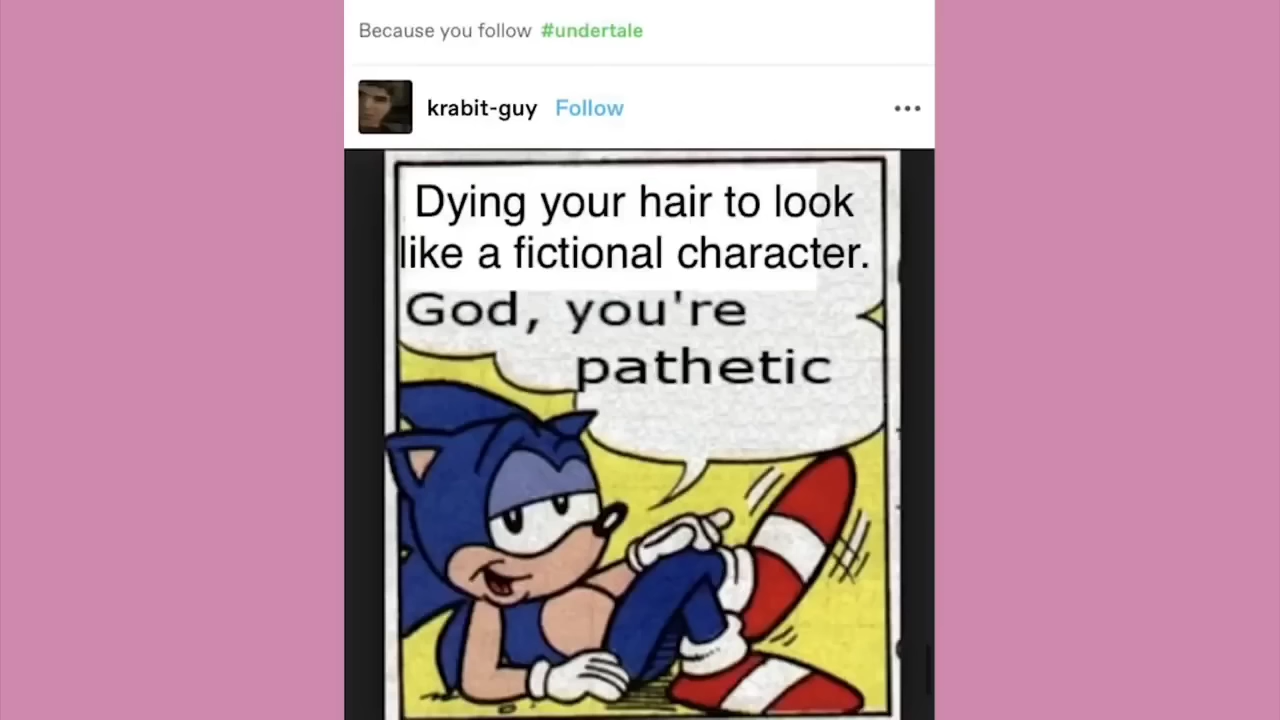 Because you follow #undertale
krabit-guy Follow
Dying your hair to look
like a fictional character.
God, you're
pathetic